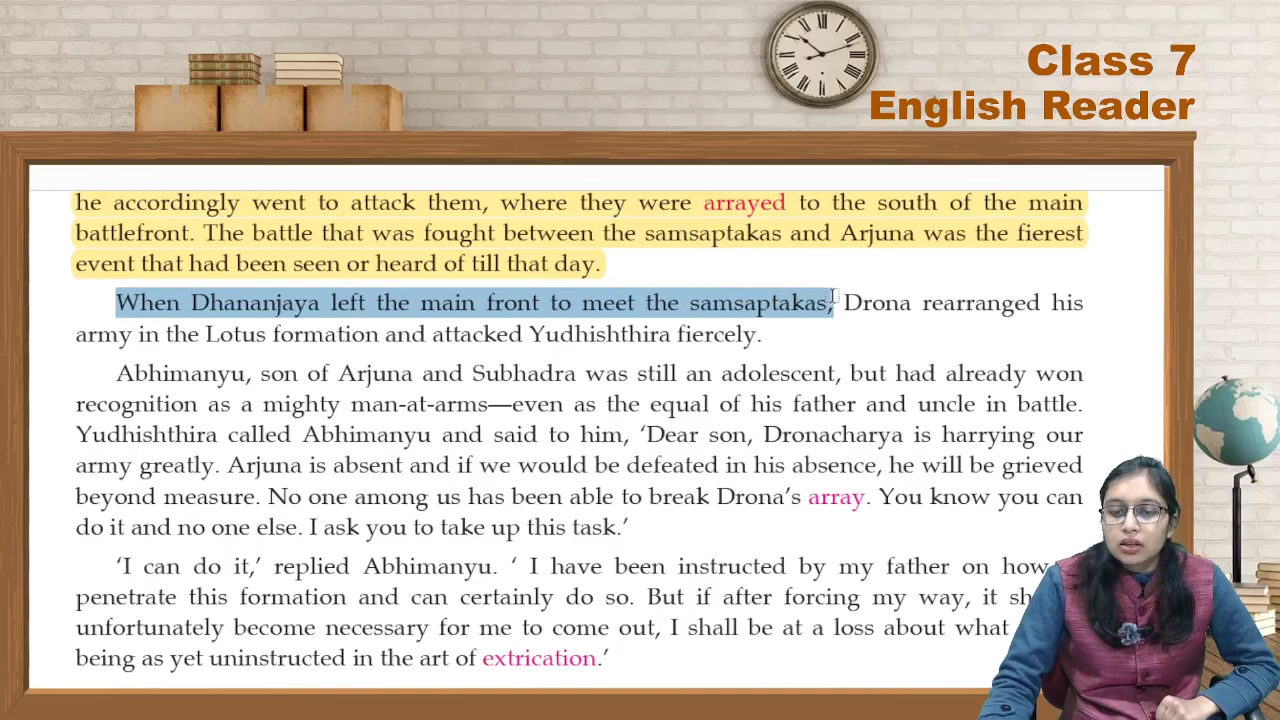 Class 7
English Reader
he accordingly went to attack them, where they were arrayed to the south of the main
battlefront. The battle that was fought between the samsaptakas and Arjuna was the fierest
event that had been seen or heard of till that day.
When Dhananjaya left the main front to meet the samsaptakas, Drona rearranged his
army in the Lotus formation and attacked Yudhishthira fiercely.
Abhimanyu, son of Arjuna and Subhadra was still an adolescent, but had already won
recognition as a mighty man-at-arms—even as the equal of his father and uncle in battle.
Yudhishthira called Abhimanyu and said to him, ‘Dear son, Dronacharya is harrying our
army greatly. Arjuna is absent and if we would be defeated in his absence, he will be grieved
beyond measure. No one among us has been able to break Drona’s array. You know you can
do it and no one else. I ask you to take up this task.’
‘I can do it,’ replied Abhimanyu. ‘ I have been instructed by my father on how
penetrate this formation and can certainly do so. But if after forcing my way, it
unfortunately become necessary for me to come out, I shall be at a loss about what
being as yet uninstructed in the art of extrication.’